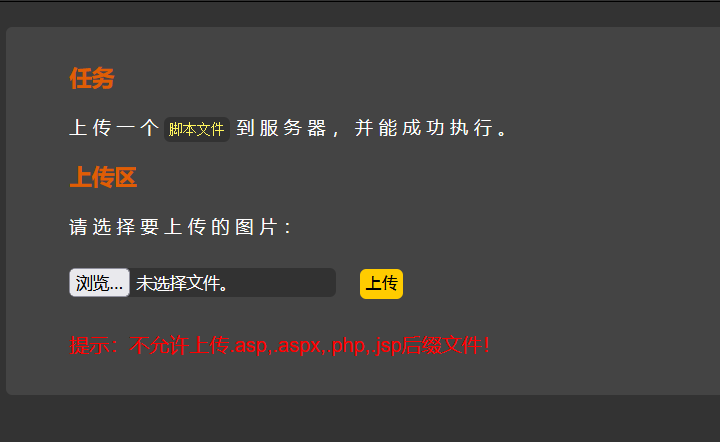 任务
上传一个 脚本文件 到服务器，并能成功执行。
上传区
请选择要上传的图片：
浏览... 未选择文件。 上传
提示：不允许上传.asp,.aspx,.php,.jsp后缀文件！